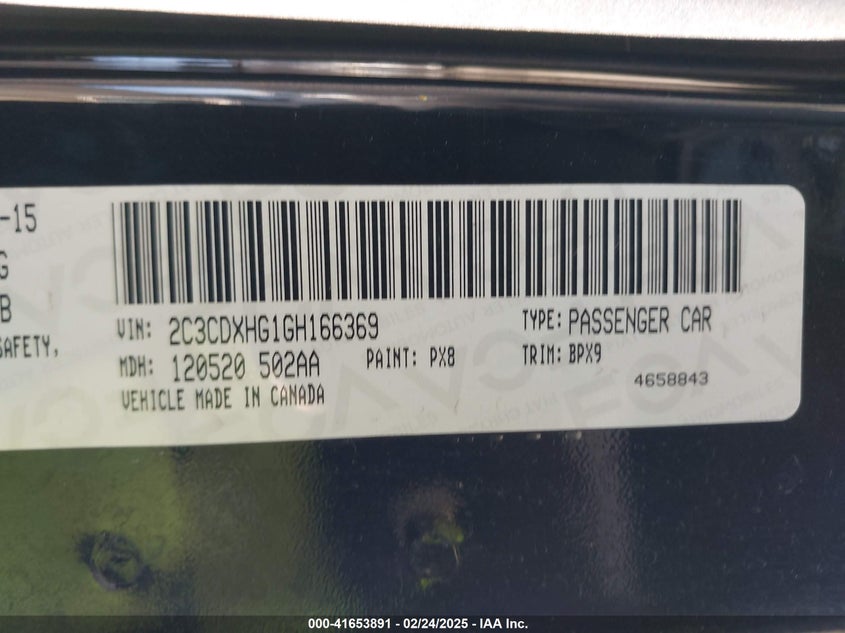 -15
G
B
SAFETY,
VIN: 2C3CDXHG1GH166369
TYPE: PASSENGER CAR
MDH: 120520 502AA
PAINT: PX8
TRIM: BPX9
VEHICLE MADE IN CANADA
4658843
000-41653891 - 02/24/2025 - IAA Inc.